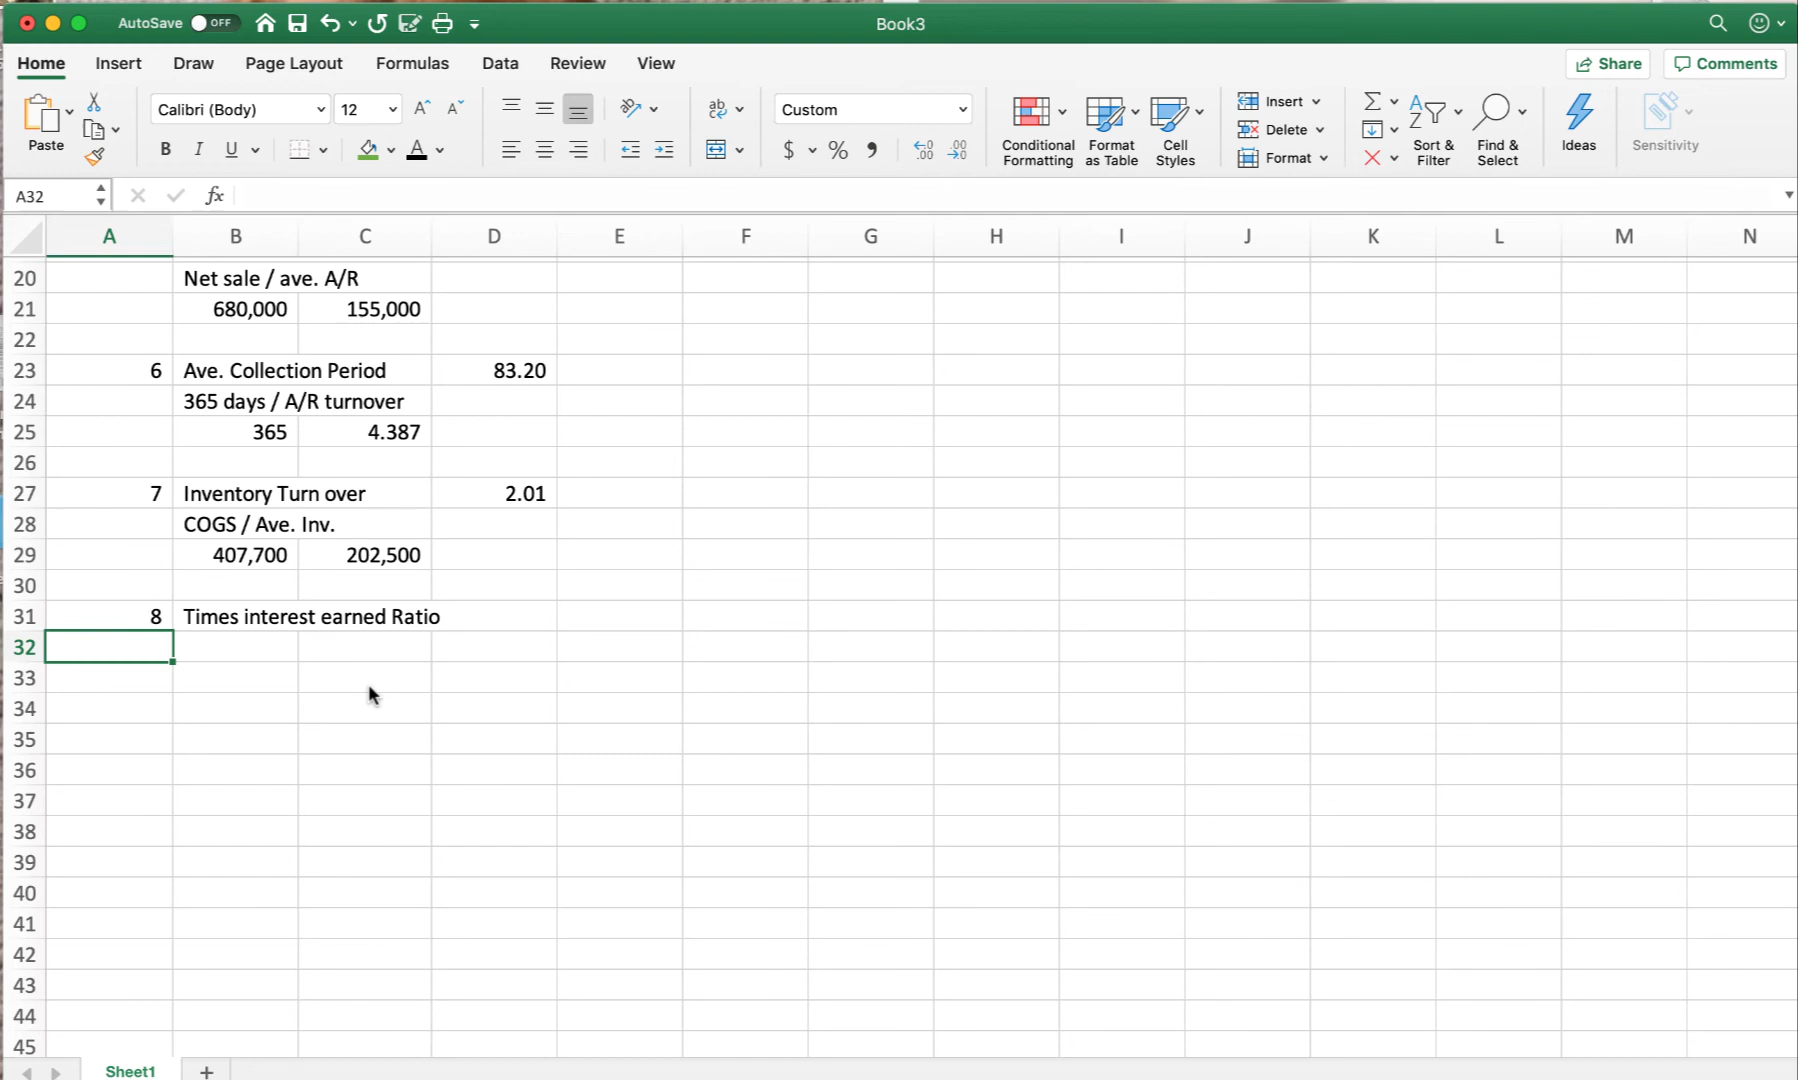 AutoSave OFF Book3
Home Insert Draw Page Layout Formulas Data Review View Share Comments
Paste Calibri (Body) 12 A A ab Custom Conditional Formatting Format as Table Cell Styles Insert Delete Format Sort & Filter Find & Select Ideas Sensitivity
B I U A $ % .00 .00
A32 fx
A B C D E F G H I J K L M N
20 Net sale / ave. A/R
21 680,000 155,000
22
23 6 Ave. Collection Period 83.20
24 365 days / A/R turnover
25 365 4.387
26
27 7 Inventory Turn over 2.01
28 COGS / Ave. Inv.
29 407,700 202,500
30
31 8 Times interest earned Ratio
32
33
34
35
36
37
38
39
40
41
42
43
44
45
Sheet1 +